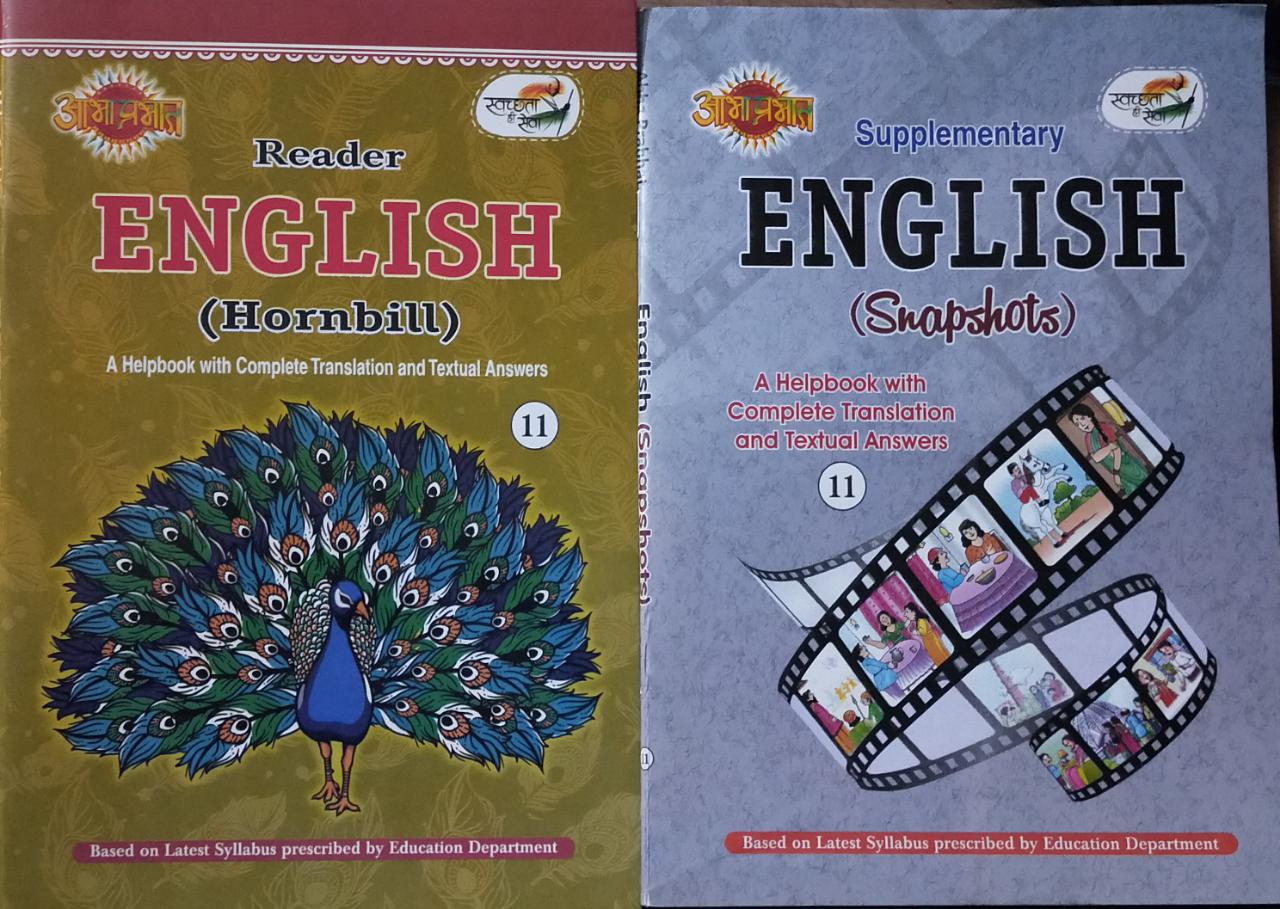 आभा प्रभात
स्वच्छता
ही
सेवा
Reader
ENGLISH
(Hornbill)
A Helpbook with Complete Translation and Textual Answers
11
Based on Latest Syllabus prescribed by Education Department
English (Snapshots)
11
आभा प्रभात
स्वच्छता
ही
सेवा
Supplementary
ENGLISH
(Snapshots)
A Helpbook with
Complete Translation
and Textual Answers
11
Based on Latest Syllabus prescribed by Education Department